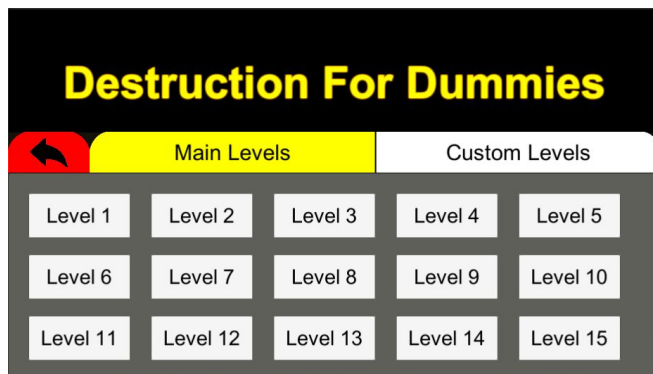 Destruction For Dummies
Main Levels Custom Levels
Level 1 Level 2 Level 3 Level 4 Level 5
Level 6 Level 7 Level 8 Level 9 Level 10
Level 11 Level 12 Level 13 Level 14 Level 15